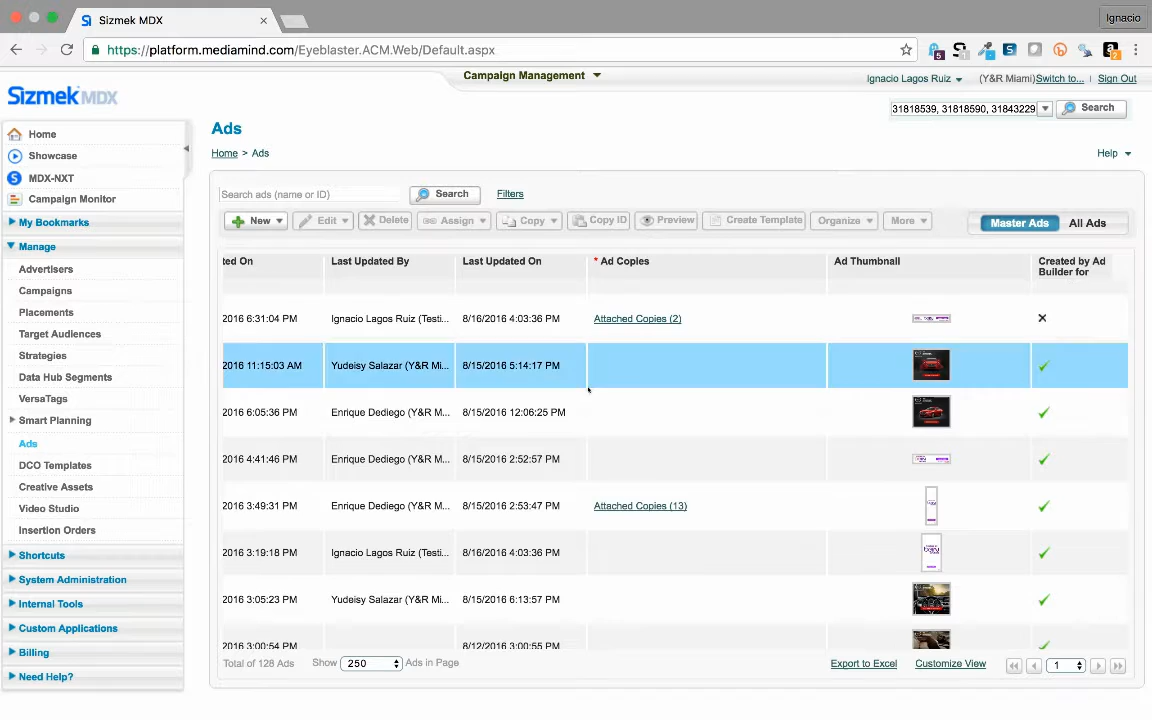 Sizmek MDX
Ignacio
https://platform.mediamind.com/Eyeblaster.ACM.Web/Default.aspx
5
2
Campaign Management
Ignacio Lagos Ruiz
(Y&R Miami) Switch to... | Sign Out
Sizmek MDX
31818539, 31818590, 31843229
Search
Ads
Home > Ads
Help
Home
Showcase
MDX-NXT
Campaign Monitor
My Bookmarks
Manage
Advertisers
Campaigns
Placements
Target Audiences
Strategies
Data Hub Segments
VersaTags
Smart Planning
Ads
DCO Templates
Creative Assets
Video Studio
Insertion Orders
Shortcuts
System Administration
Internal Tools
Custom Applications
Billing
Need Help?
Search ads (name or ID)
Search
Filters
New
Edit
Delete
Assign
Copy
Copy ID
Preview
Create Template
Organize
More
Master Ads
All Ads
ted On
Last Updated By
Last Updated On
* Ad Copies
Ad Thumbnail
Created by Ad
Builder for
2016 6:31:04 PM
Ignacio Lagos Ruiz (Testi...
8/16/2016 4:03:36 PM
Attached Copies (2)
2016 11:15:03 AM
Yudeisy Salazar (Y&R Mi...
8/15/2016 5:14:17 PM
2016 6:05:36 PM
Enrique Dediego (Y&R M...
8/15/2016 12:06:25 PM
2016 4:41:46 PM
Enrique Dediego (Y&R M...
8/15/2016 2:52:57 PM
2016 3:49:31 PM
Enrique Dediego (Y&R M...
8/15/2016 2:53:47 PM
Attached Copies (13)
2016 3:19:18 PM
Ignacio Lagos Ruiz (Testi...
8/16/2016 4:03:36 PM
2016 3:05:23 PM
Yudeisy Salazar (Y&R Mi...
8/15/2016 6:13:57 PM
2016 3:00:54 PM
8/12/2016 3:00:55 PM
Total of 128 Ads
Show
250
Ads in Page
Export to Excel
Customize View
1